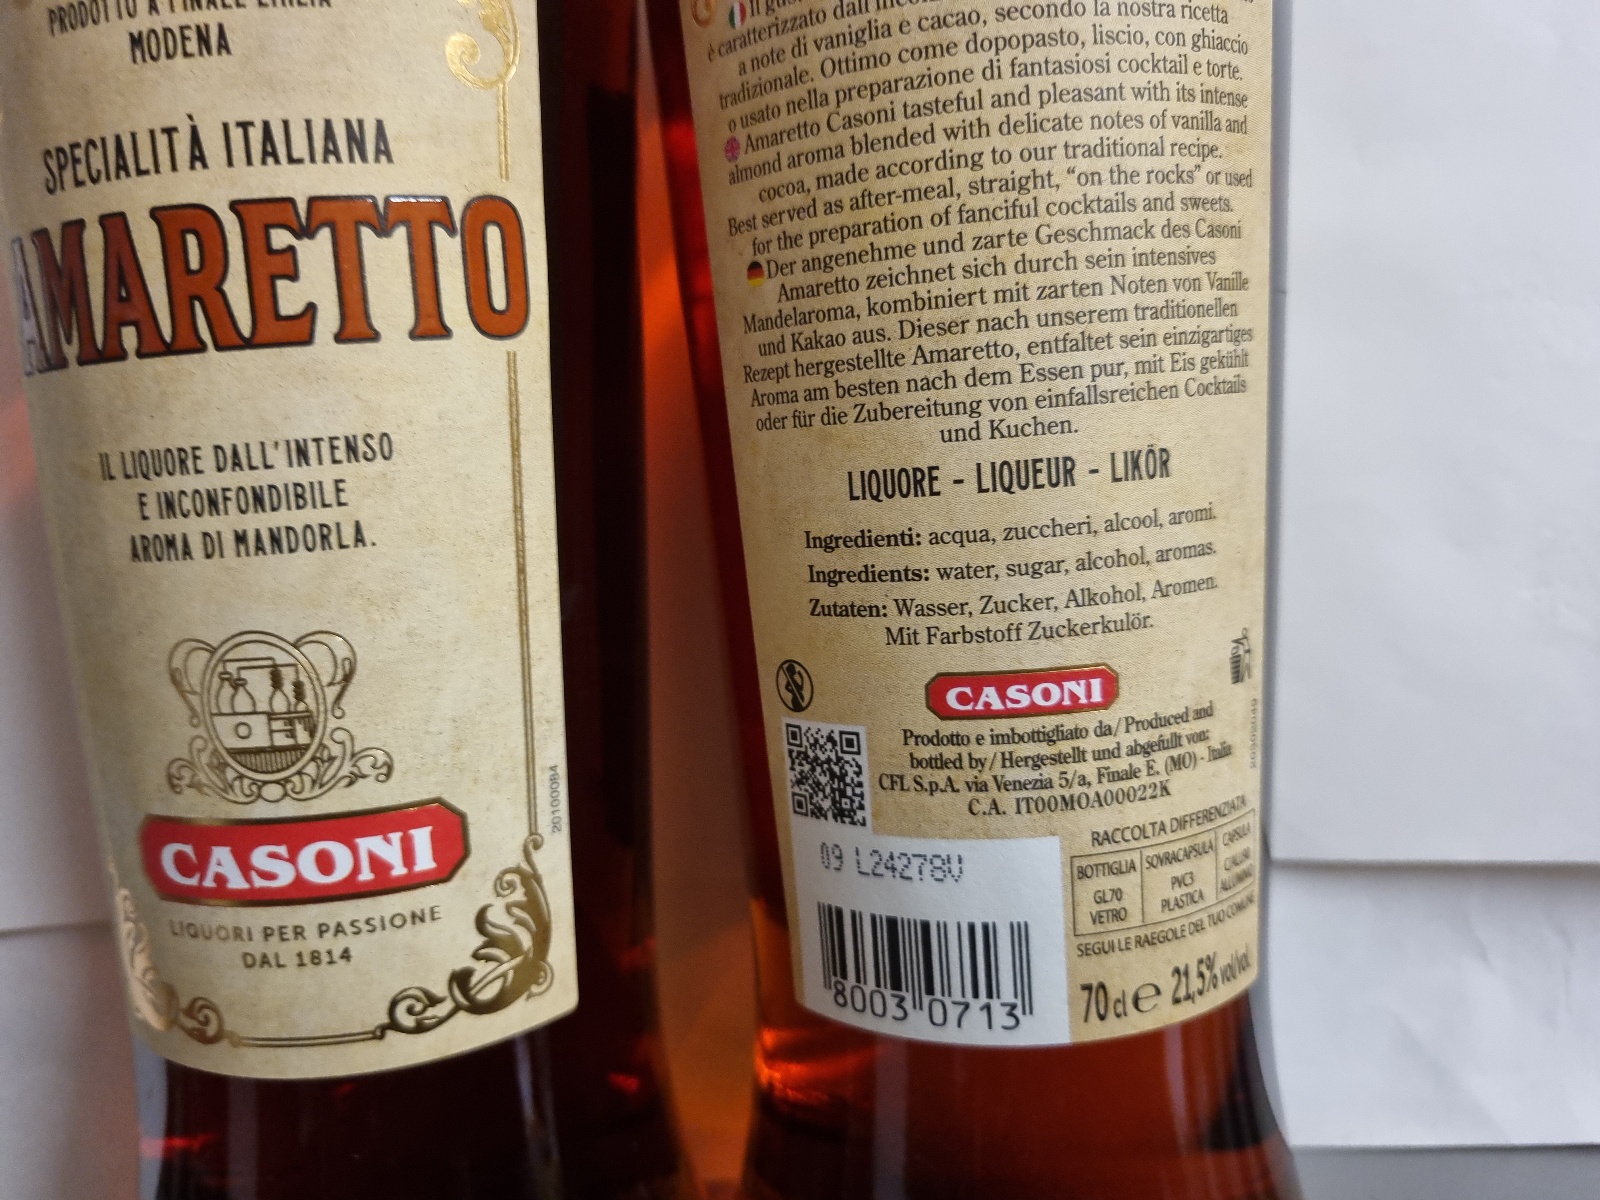 PRODOTTO A FINALE EMILIA
MODENA
SPECIALITÀ ITALIANA
AMARETTO
IL LIQUORE DALL'INTENSO
E INCONFONDIBILE
AROMA DI MANDORLA.
CASONI
LIQUORI PER PASSIONE
DAL 1814
20100084
è caratterizzato
a note di vaniglia e cacao, secondo la nostra ricetta
tradizionale. Ottimo come dopopasto, liscio, con ghiaccio
o usato nella preparazione di fantasiosi cocktail e torte.
Amaretto Casoni tasteful and pleasant with its intense
almond aroma blended with delicate notes of vanilla and
cocoa, made according to our traditional recipe.
Best served as after-meal, straight, "on the rocks" or used
for the preparation of fanciful cocktails and sweets.
Der angenehme und zarte Geschmack des Casoni
Amaretto zeichnet sich durch sein intensives
Mandelaroma, kombiniert mit zarten Noten von Vanille
und Kakao aus. Dieser nach unserem traditionellen
Rezept hergestellte Amaretto, entfaltet sein einzigartiges
Aroma am besten nach dem Essen pur, mit Eis gekühlt
oder für die Zubereitung von einfallsreichen Cocktails
und Kuchen.
LIQUORE - LIQUEUR - LIKÖR
Ingredienti: acqua, zuccheri, alcool, aromi.
Ingredients: water, sugar, alcohol, aromas.
Zutaten: Wasser, Zucker, Alkohol, Aromen.
Mit Farbstoff Zuckerkulör.
CASONI
Prodotto e imbottigliato da/Produced and
bottled by/Hergestellt und abgefullt von:
CFL S.p.A. via Venezia 5/a, Finale E. (MO) - Italia
C.A. IT00MOA00022K
RACCOLTA DIFFERENZIATA
BOTTIGLIA SOVRACAPSULA CAPSULA
GL70 PVC3
VETRO PLASTICA ALLUMINIO
SEGUI LE RAEGOLE DEL TUO COMUNE
09 L24278V
8003 0713
70 cl e 21,5% vol/vol.